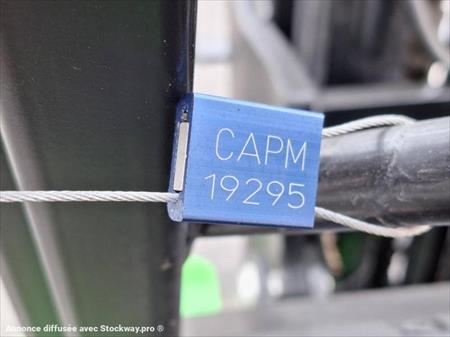 CAPM
19295
Annonce diffusée avec Stockway.pro ®